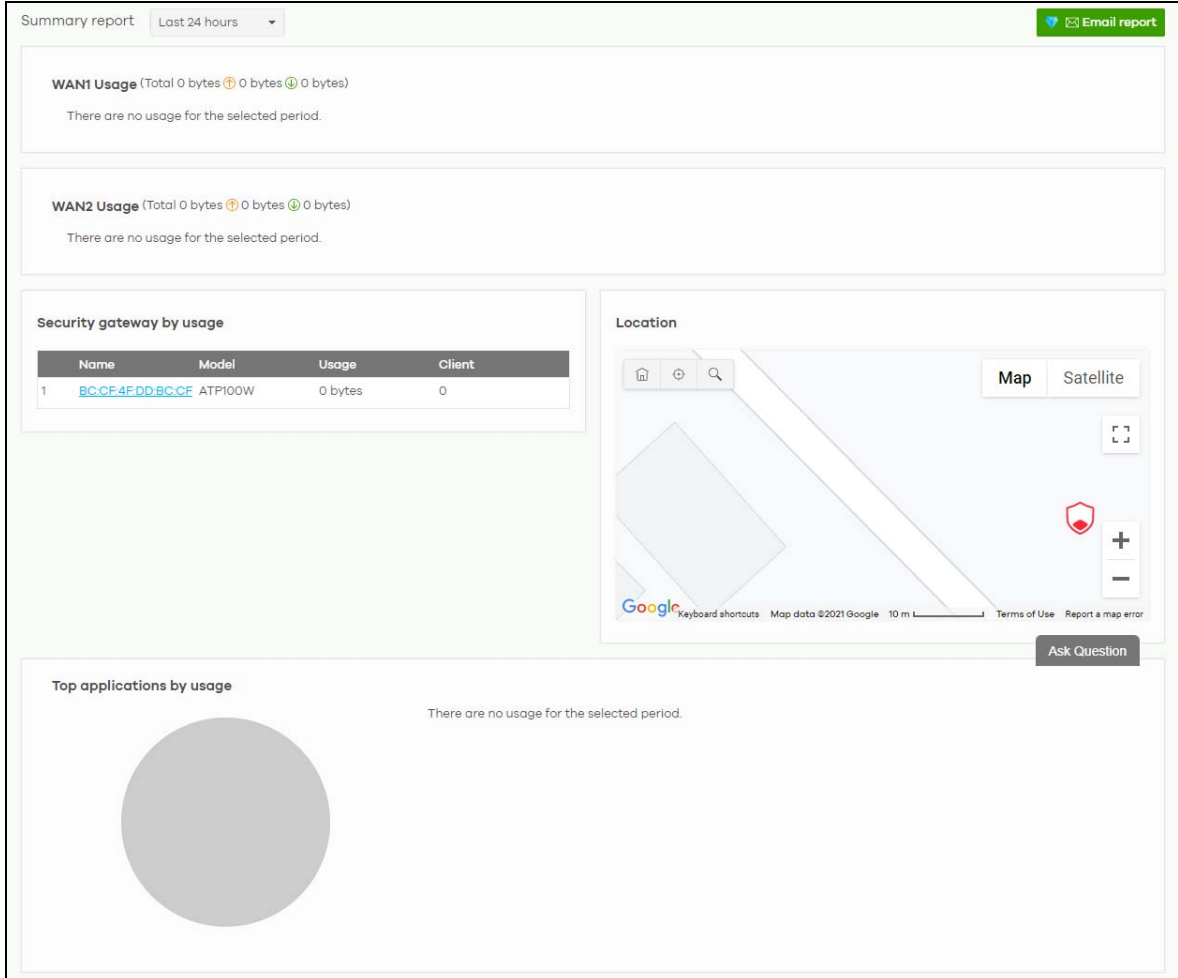 Summary report Last 24 hours Email report
WAN1 Usage (Total 0 bytes 0 bytes 0 bytes)
There are no usage for the selected period.
WAN2 Usage (Total 0 bytes 0 bytes 0 bytes)
There are no usage for the selected period.
Security gateway by usage
Name Model Usage Client
1 BC:CF:4F:DD:BC:CF ATP100W 0 bytes 0
Location
Map Satellite
Google Keyboard shortcuts Map data ©2021 Google 10 m Terms of Use Report a map error
Ask Question
Top applications by usage
There are no usage for the selected period.